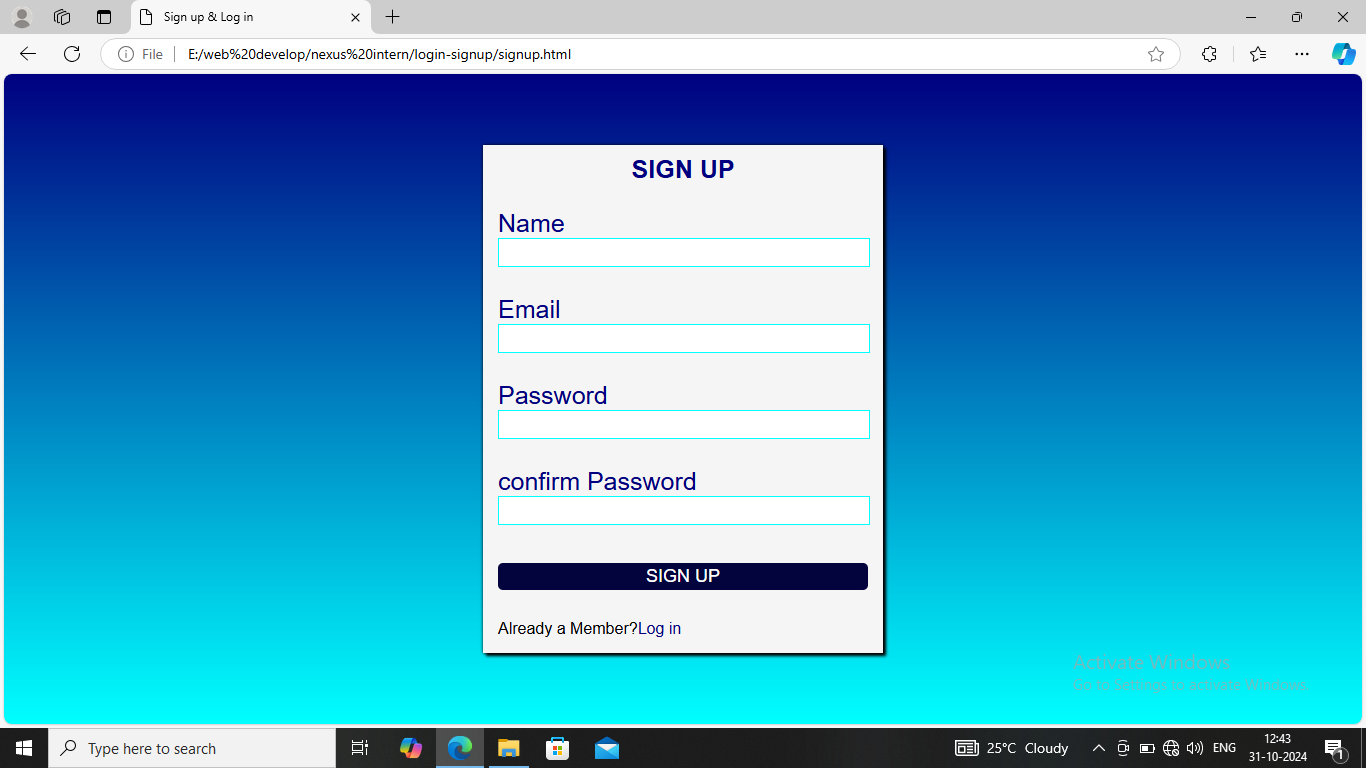 Sign up & Log in
File
E:/web%20develop/nexus%20intern/login-signup/signup.html
SIGN UP
Name
Email
Password
confirm Password
SIGN UP
Already a Member?Log in
Activate Windows
Go to Settings to activate Windows.
Type here to search
25°C Cloudy
ENG
12:43
31-10-2024
1